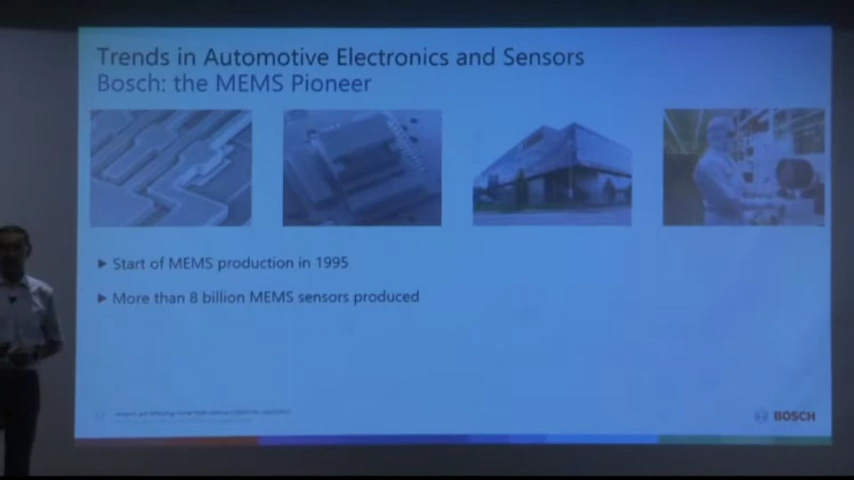 Trends in Automotive Electronics and Sensors
Bosch: the MEMS Pioneer
▶ Start of MEMS production in 1995
▶ More than 8 billion MEMS sensors produced
BOSCH